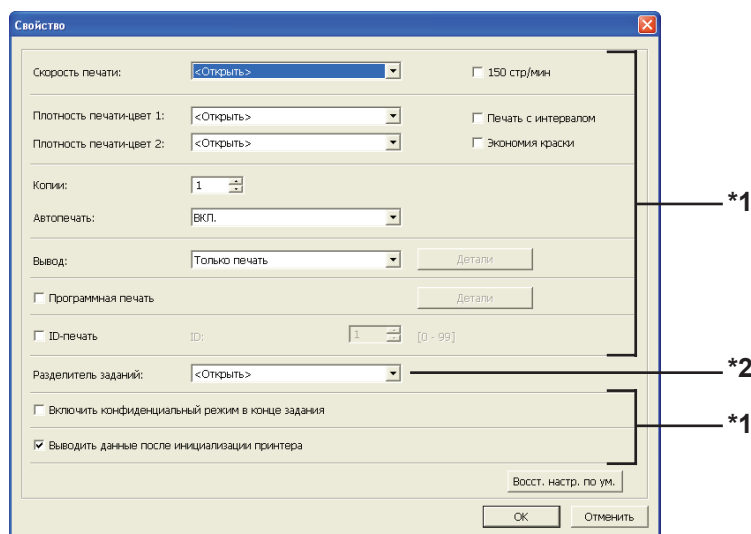 Свойство
Скорость печати: <Открыть> 150 стр/мин
Плотность печати-цвет 1: <Открыть> Печать с интервалом
Плотность печати-цвет 2: <Открыть> Экономия краски
*1
Копии: 1
Автопечать: ВКЛ.
Вывод: Только печать Детали
Программная печать Детали
ID-печать ID: 1 [0 - 99]
Разделитель заданий: <Открыть> *2
Включить конфиденциальный режим в конце задания
*1
Выводить данные после инициализации принтера
Восст. настр. по ум.
OK Отменить